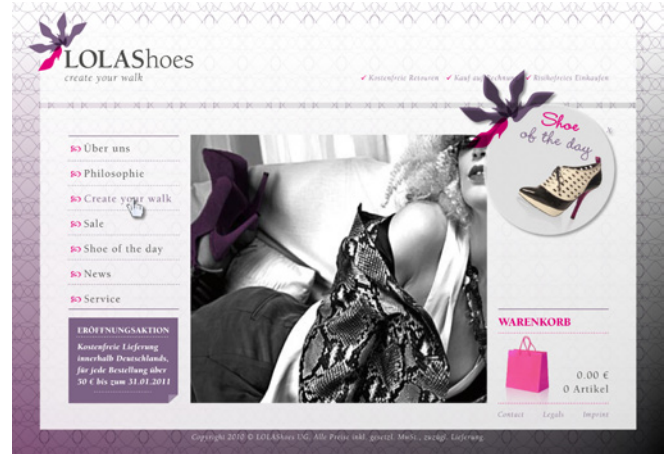 LOLAShoes
create your walk
✓ Kostenfreie Retouren ✓ Kauf auf Rechnung ✓ Risikofreies Einkaufen
Über uns
Philosophie
Create your walk
Sale
Shoe of the day
News
Service
Shoe
of the day
ERÖFFNUNGSAKTION
Kostenfreie Lieferung
innerhalb Deutschlands,
für jede Bestellung über
50 € bis zum 31.01.2011
WARENKORB
0.00 €
0 Artikel
Contact Legals Imprint
Copyright 2010 © LOLAShoes UG, Alle Preise inkl. gesetzl. MwSt., zuzügl. Lieferung